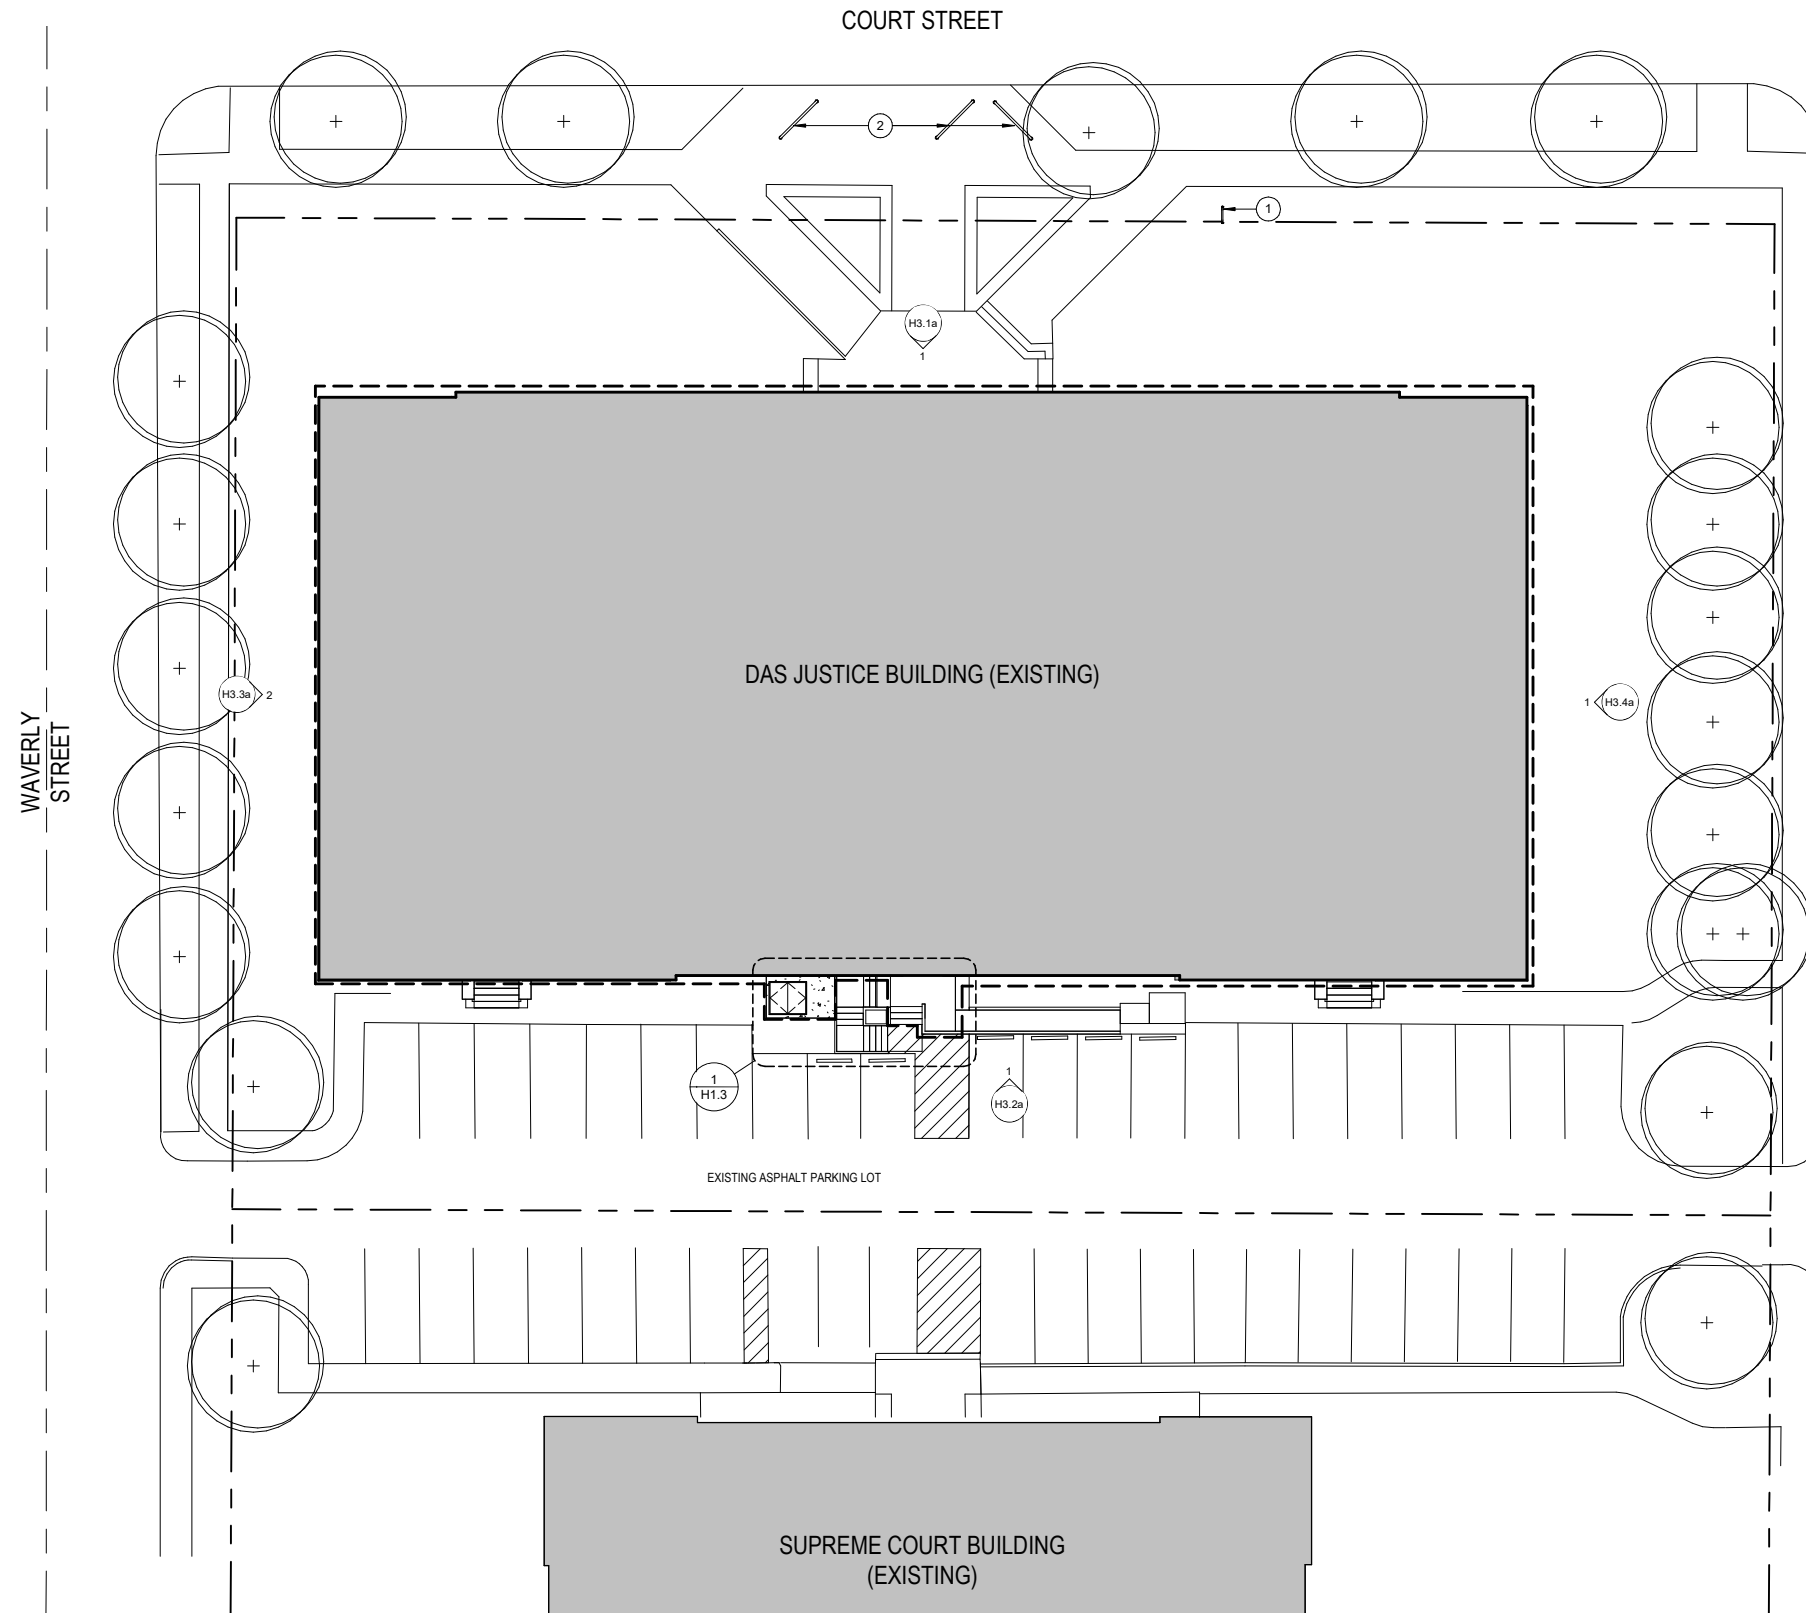 COURT STREET
2
1
H3.1a
1
DAS JUSTICE BUILDING (EXISTING)
H3.3a
2
1
H3.4a
WAVERLY
STREET
1
H1.3
1
H3.2a
EXISTING ASPHALT PARKING LOT
SUPREME COURT BUILDING
(EXISTING)